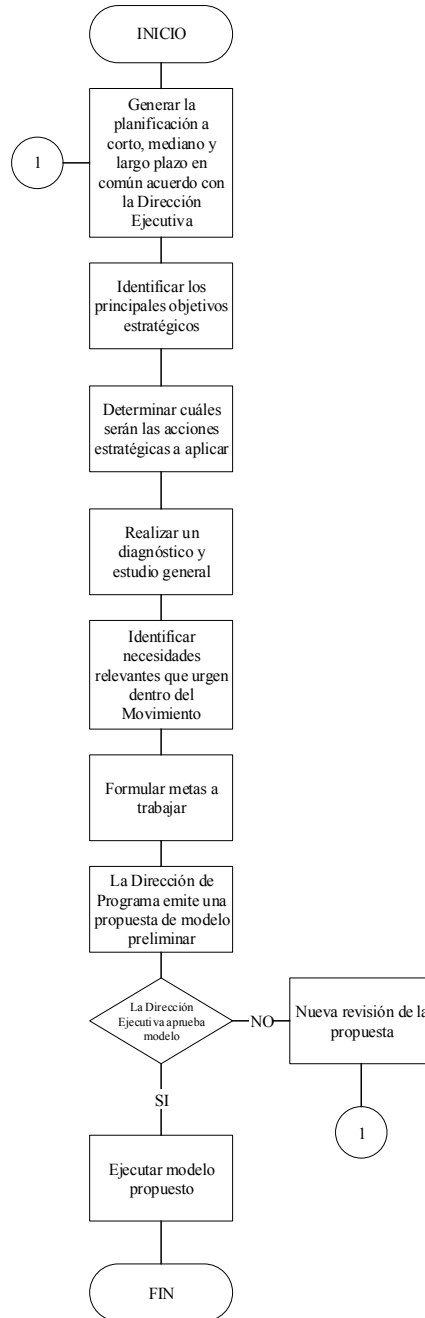 INICIO
Generar la
planificación a
corto, mediano y
largo plazo en
común acuerdo con
la Dirección
Ejecutiva
1
Identificar los
principales objetivos
estratégicos
Determinar cuáles
serán las acciones
estratégicas a aplicar
Realizar un
diagnóstico y
estudio general
Identificar
necesidades
relevantes que urgen
dentro del
Movimiento
Formular metas a
trabajar
La Dirección de
Programa emite una
propuesta de modelo
preliminar
La Dirección
Ejecutiva aprueba
modelo
NO
Nueva revisión de la
propuesta
1
SI
Ejecutar modelo
propuesto
FIN